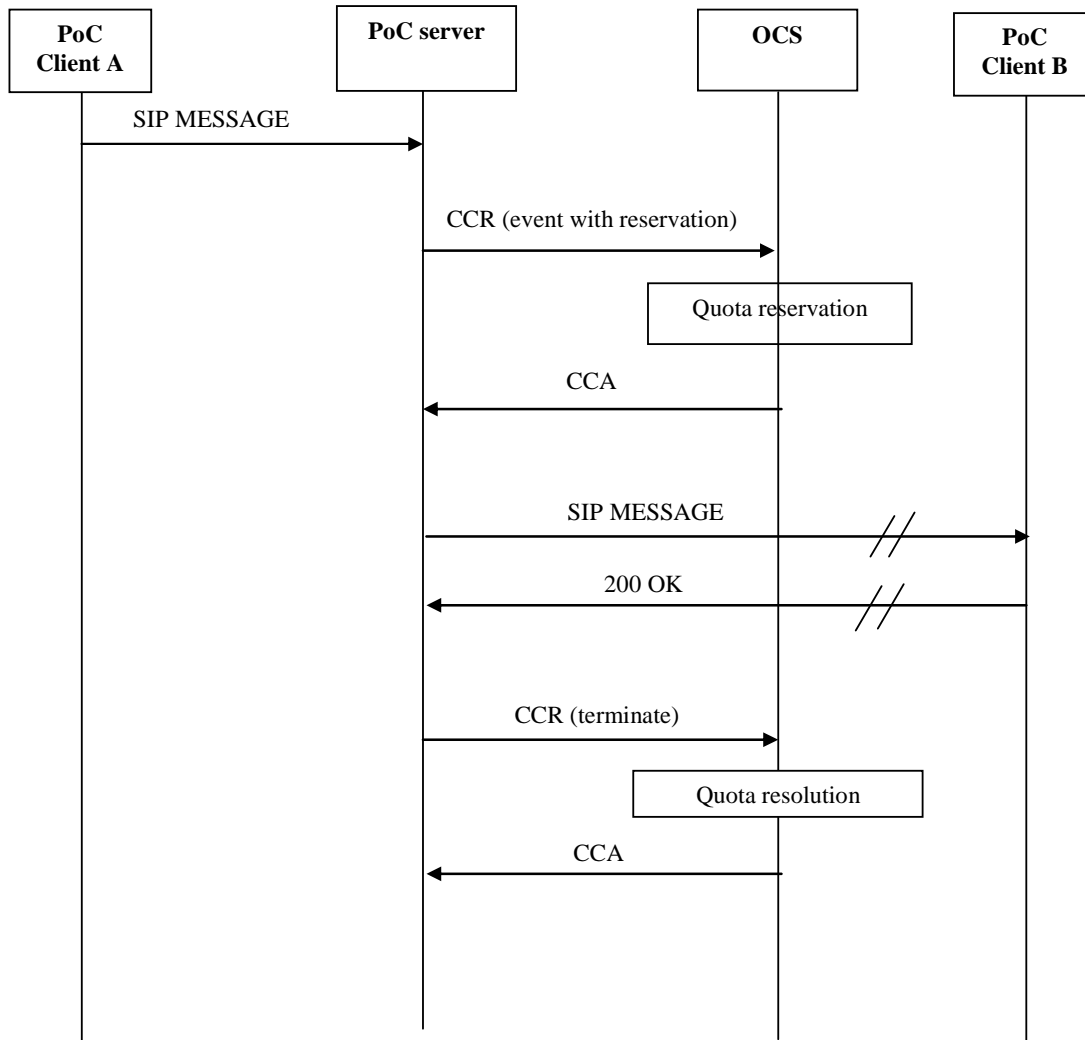 PoC
Client A
PoC server
OCS
PoC
Client B
SIP MESSAGE
CCR (event with reservation)
Quota reservation
CCA
SIP MESSAGE
200 OK
CCR (terminate)
Quota resolution
CCA